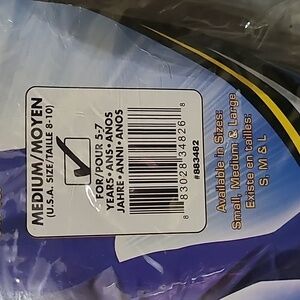 MEDIUM/MOYEN
(U.S.A. SIZE/TAILLE 8-10)
FOR/POUR 5-7
YEARS•ANS•ANOS
JAHRE•ANNI•ANOS
8 83028 34826 8
#883482
Available in Sizes:
Small, Medium & Large
Existe en tailles:
S, M & L